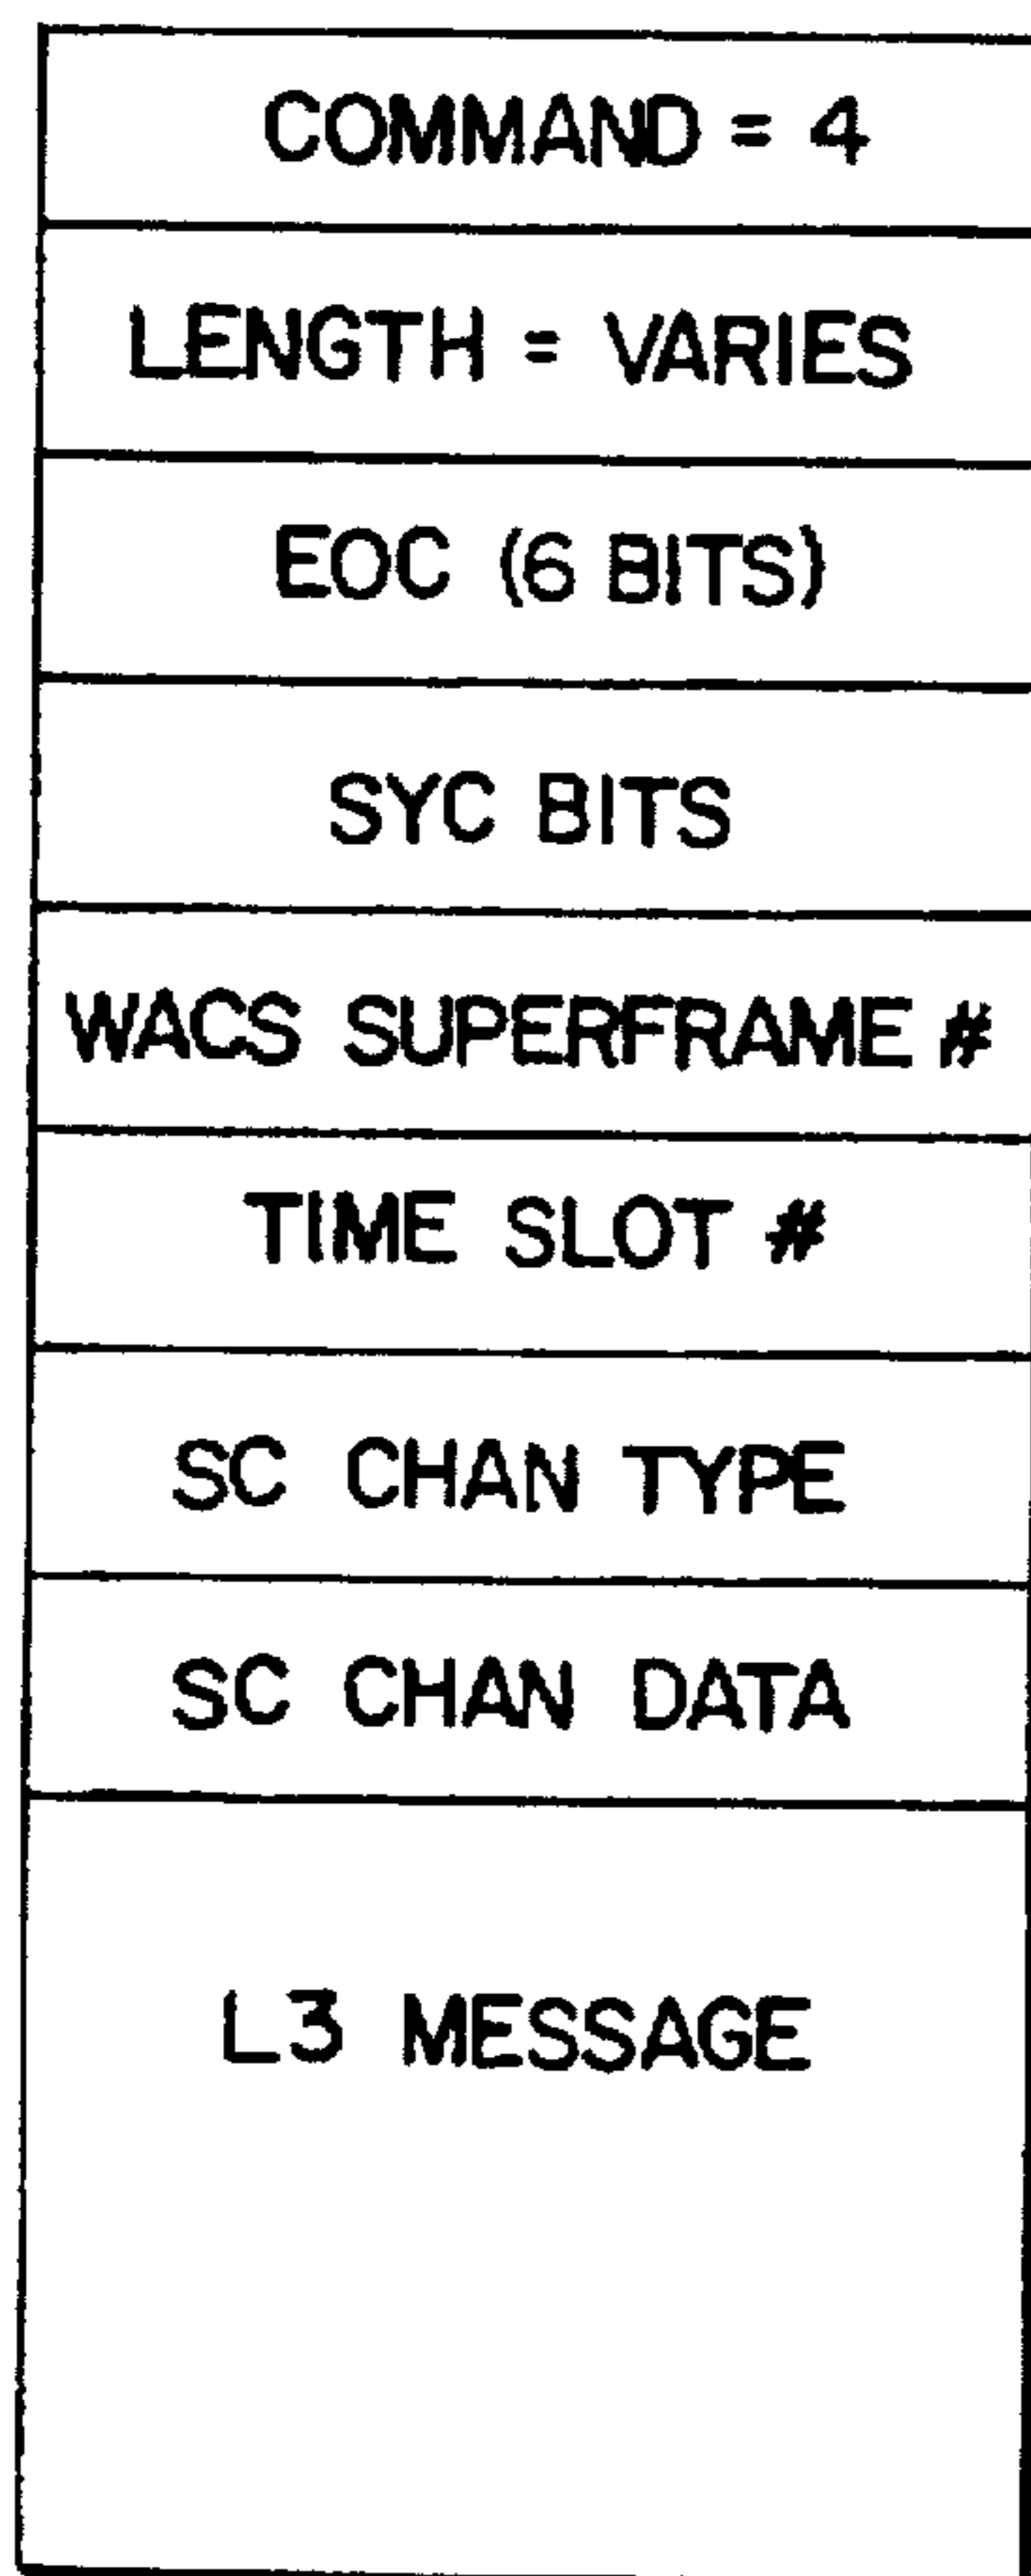 COMMAND = 4
LENGTH = VARIES
EOC (6 BITS)
SYC BITS
WACS SUPERFRAME #
TIME SLOT #
SC CHAN TYPE
SC CHAN DATA
L3 MESSAGE